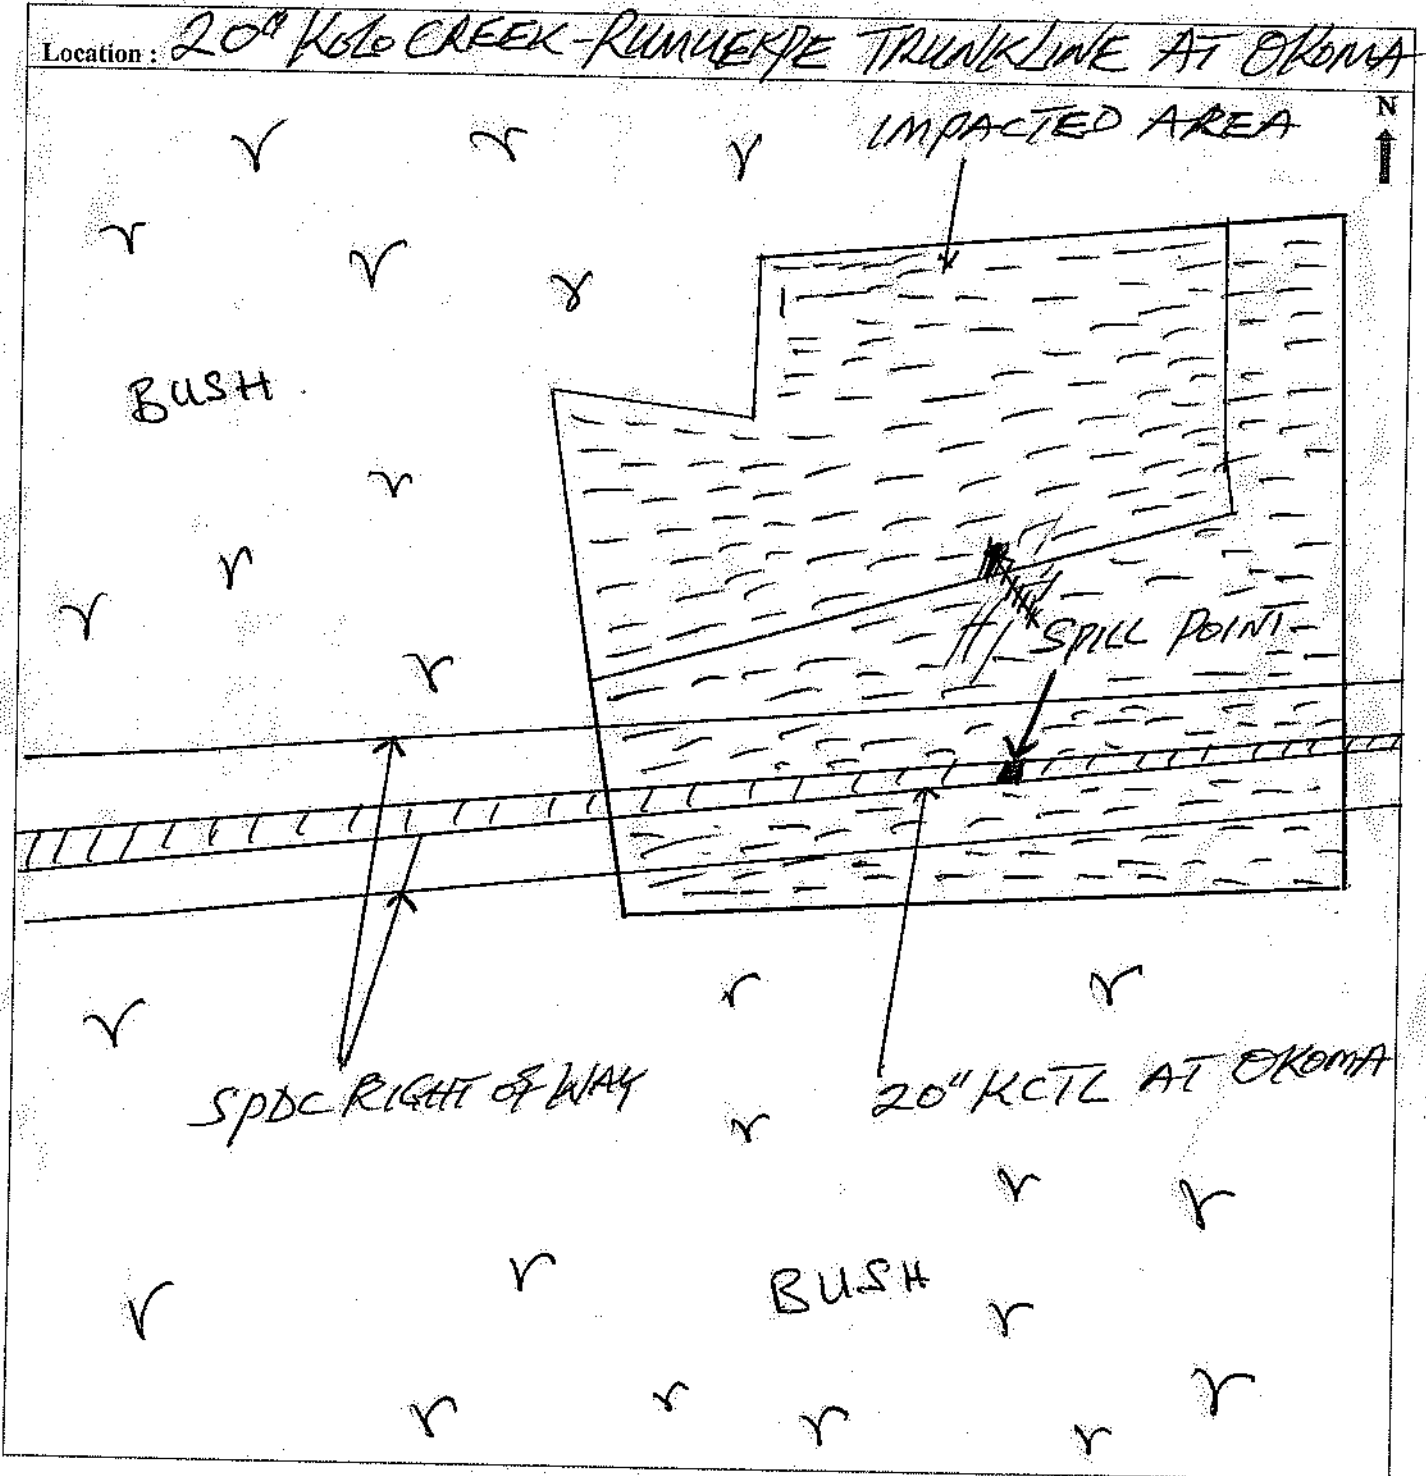 Location : 20" KOLO CREEK-RUMUEKPE TRUNKLINE AT OKOMA
N
IMPACTED AREA
BUSH
SPILL POINT
SPDC RIGHT OF WAY
20" KCTL AT OKOMA
BUSH